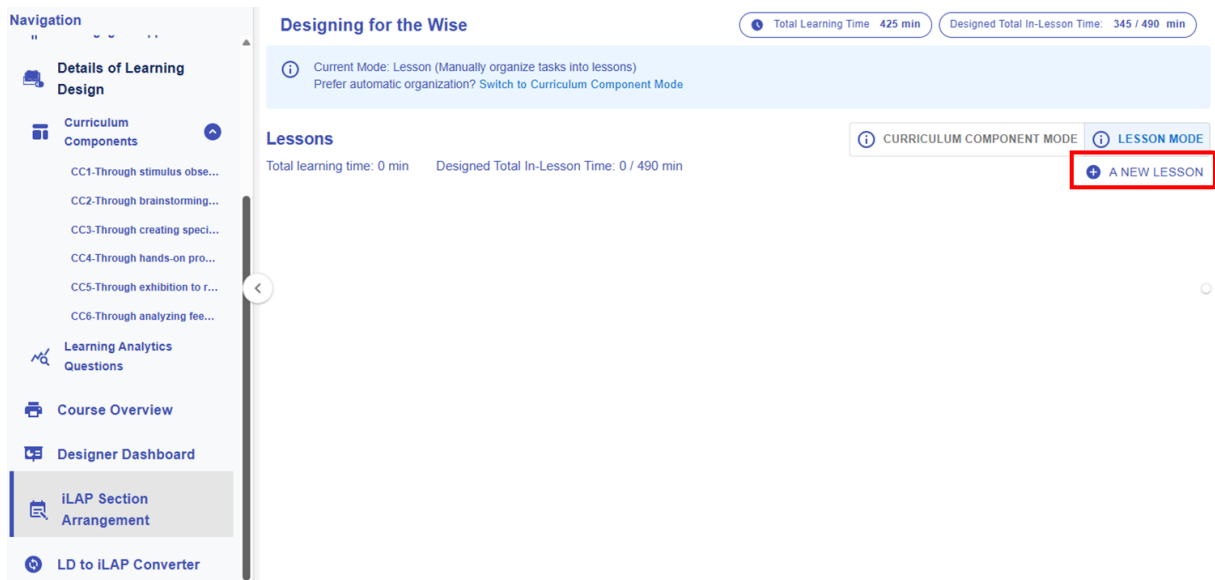 Navigation
Details of Learning
Design
Curriculum
Components
CC1-Through stimulus obse...
CC2-Through brainstorming...
CC3-Through creating speci...
CC4-Through hands-on pro...
CC5-Through exhibition to r...
CC6-Through analyzing fee...
Learning Analytics
Questions
Course Overview
Designer Dashboard
iLAP Section
Arrangement
LD to iLAP Converter
Designing for the Wise
Total Learning Time 425 min
Designed Total In-Lesson Time: 345 / 490 min
Current Mode: Lesson (Manually organize tasks into lessons)
Prefer automatic organization? Switch to Curriculum Component Mode
Lessons
CURRICULUM COMPONENT MODE
LESSON MODE
Total learning time: 0 min Designed Total In-Lesson Time: 0 / 490 min
A NEW LESSON